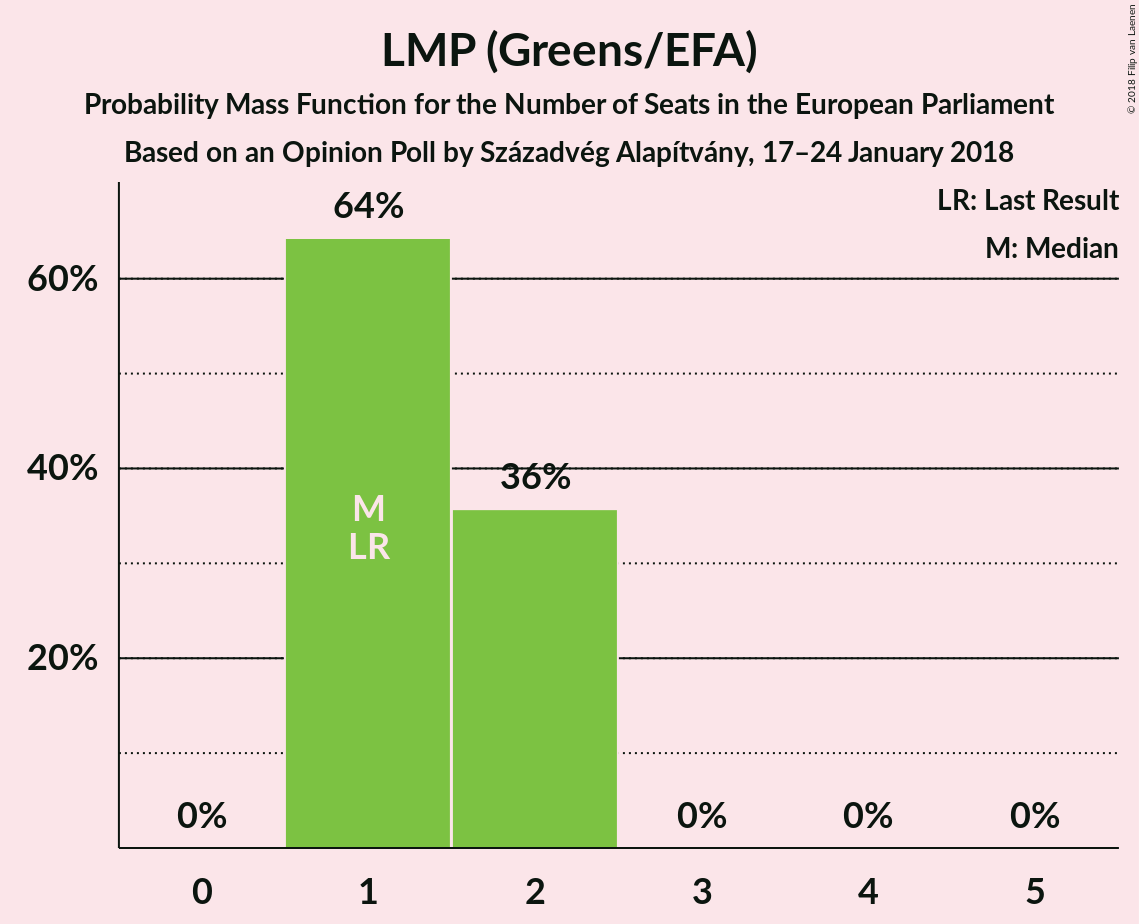 LMP (Greens/EFA)
Probability Mass Function for the Number of Seats in the European Parliament
Based on an Opinion Poll by Századvég Alapítvány, 17–24 January 2018
© 2018 Filip van Laenen
LR: Last Result
M: Median
64%
60%
40%
36%
M
LR
20%
0%
0%
0%
0%
0 1 2 3 4 5